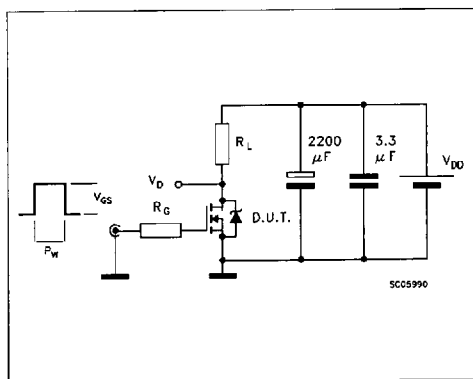 R_L
2200 µF
3.3 µF
V_DD
V_D
R_G
D.U.T.
V_GS
P_W
SC05990